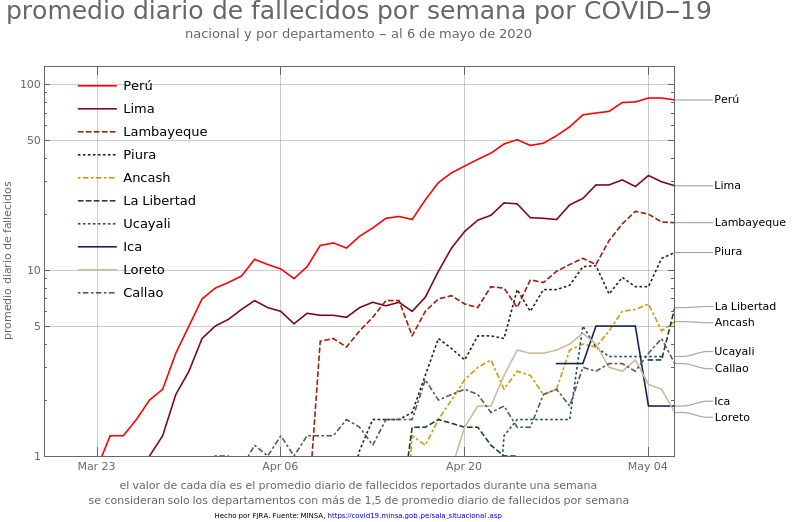 promedio diario de fallecidos por semana por COVID−19
nacional y por departamento − al 6 de mayo de 2020
promedio diario de fallecidos
100
50
10
5
1
Perú
Lima
Lambayeque
Piura
Ancash
La Libertad
Ucayali
Ica
Loreto
Callao
Perú
Lima
Lambayeque
Piura
La Libertad
Ancash
Ucayali
Callao
Ica
Loreto
Mar 23 Apr 06 Apr 20 May 04
el valor de cada día es el promedio diario de fallecidos reportados durante una semana
se consideran solo los departamentos con más de 1,5 de promedio diario de fallecidos por semana
Hecho por FJRA. Fuente: MINSA, https://covid19.minsa.gob.pe/sala_situacional.asp